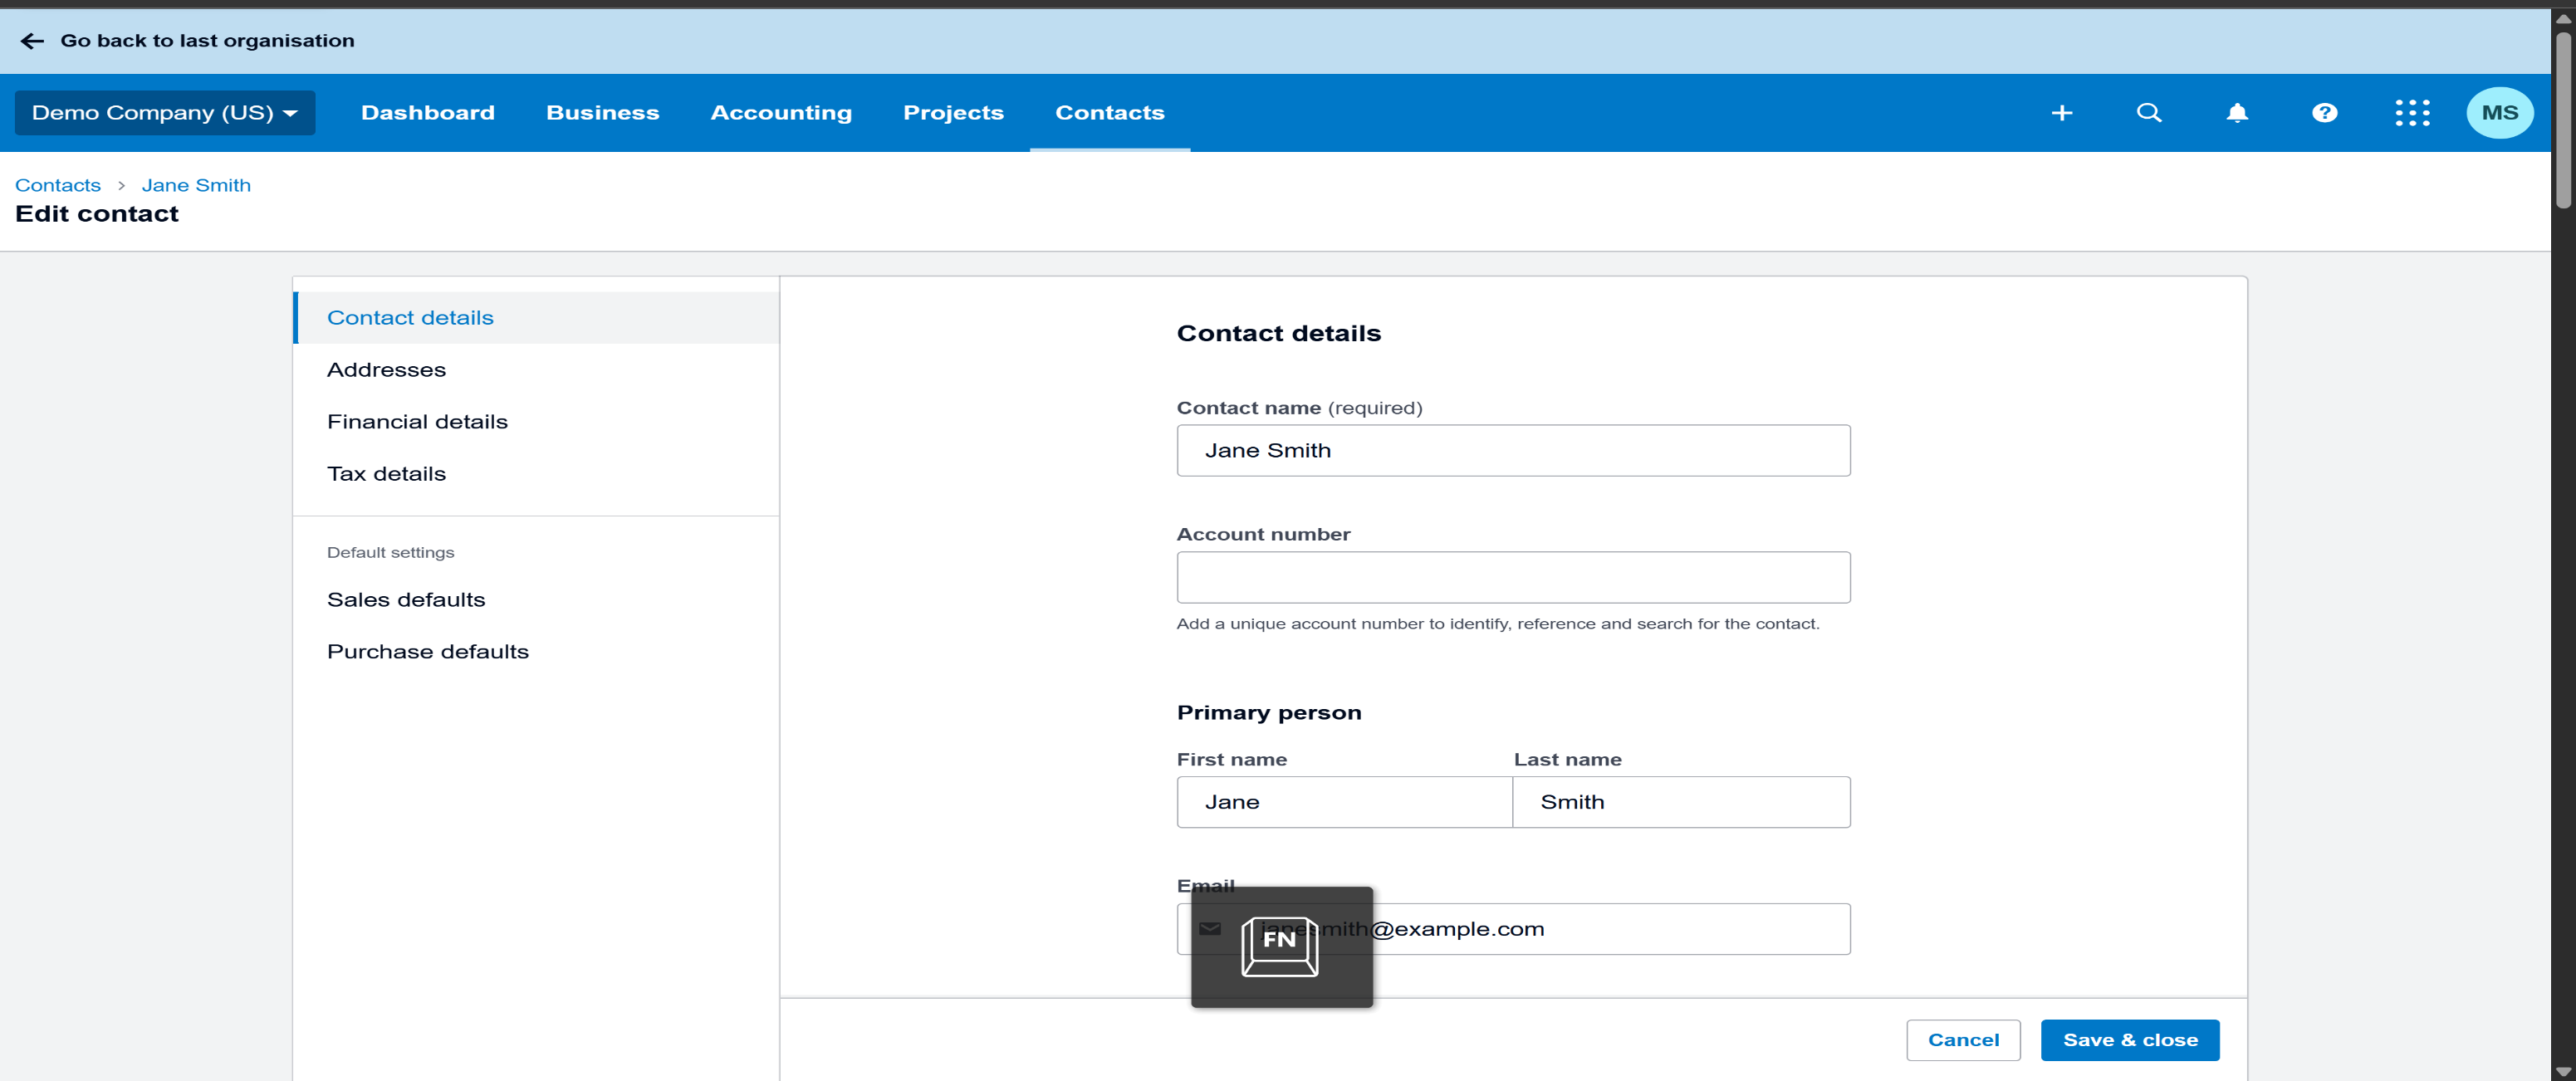 Go back to last organisation
Demo Company (US)
Dashboard
Business
Accounting
Projects
Contacts
MS
Contacts > Jane Smith
Edit contact
Contact details
Addresses
Financial details
Tax details
Default settings
Sales defaults
Purchase defaults
Contact details
Contact name (required)
Jane Smith
Account number
Add a unique account number to identify, reference and search for the contact.
Primary person
First name
Last name
Jane
Smith
Email
janesmith@example.com
FN
Cancel
Save & close